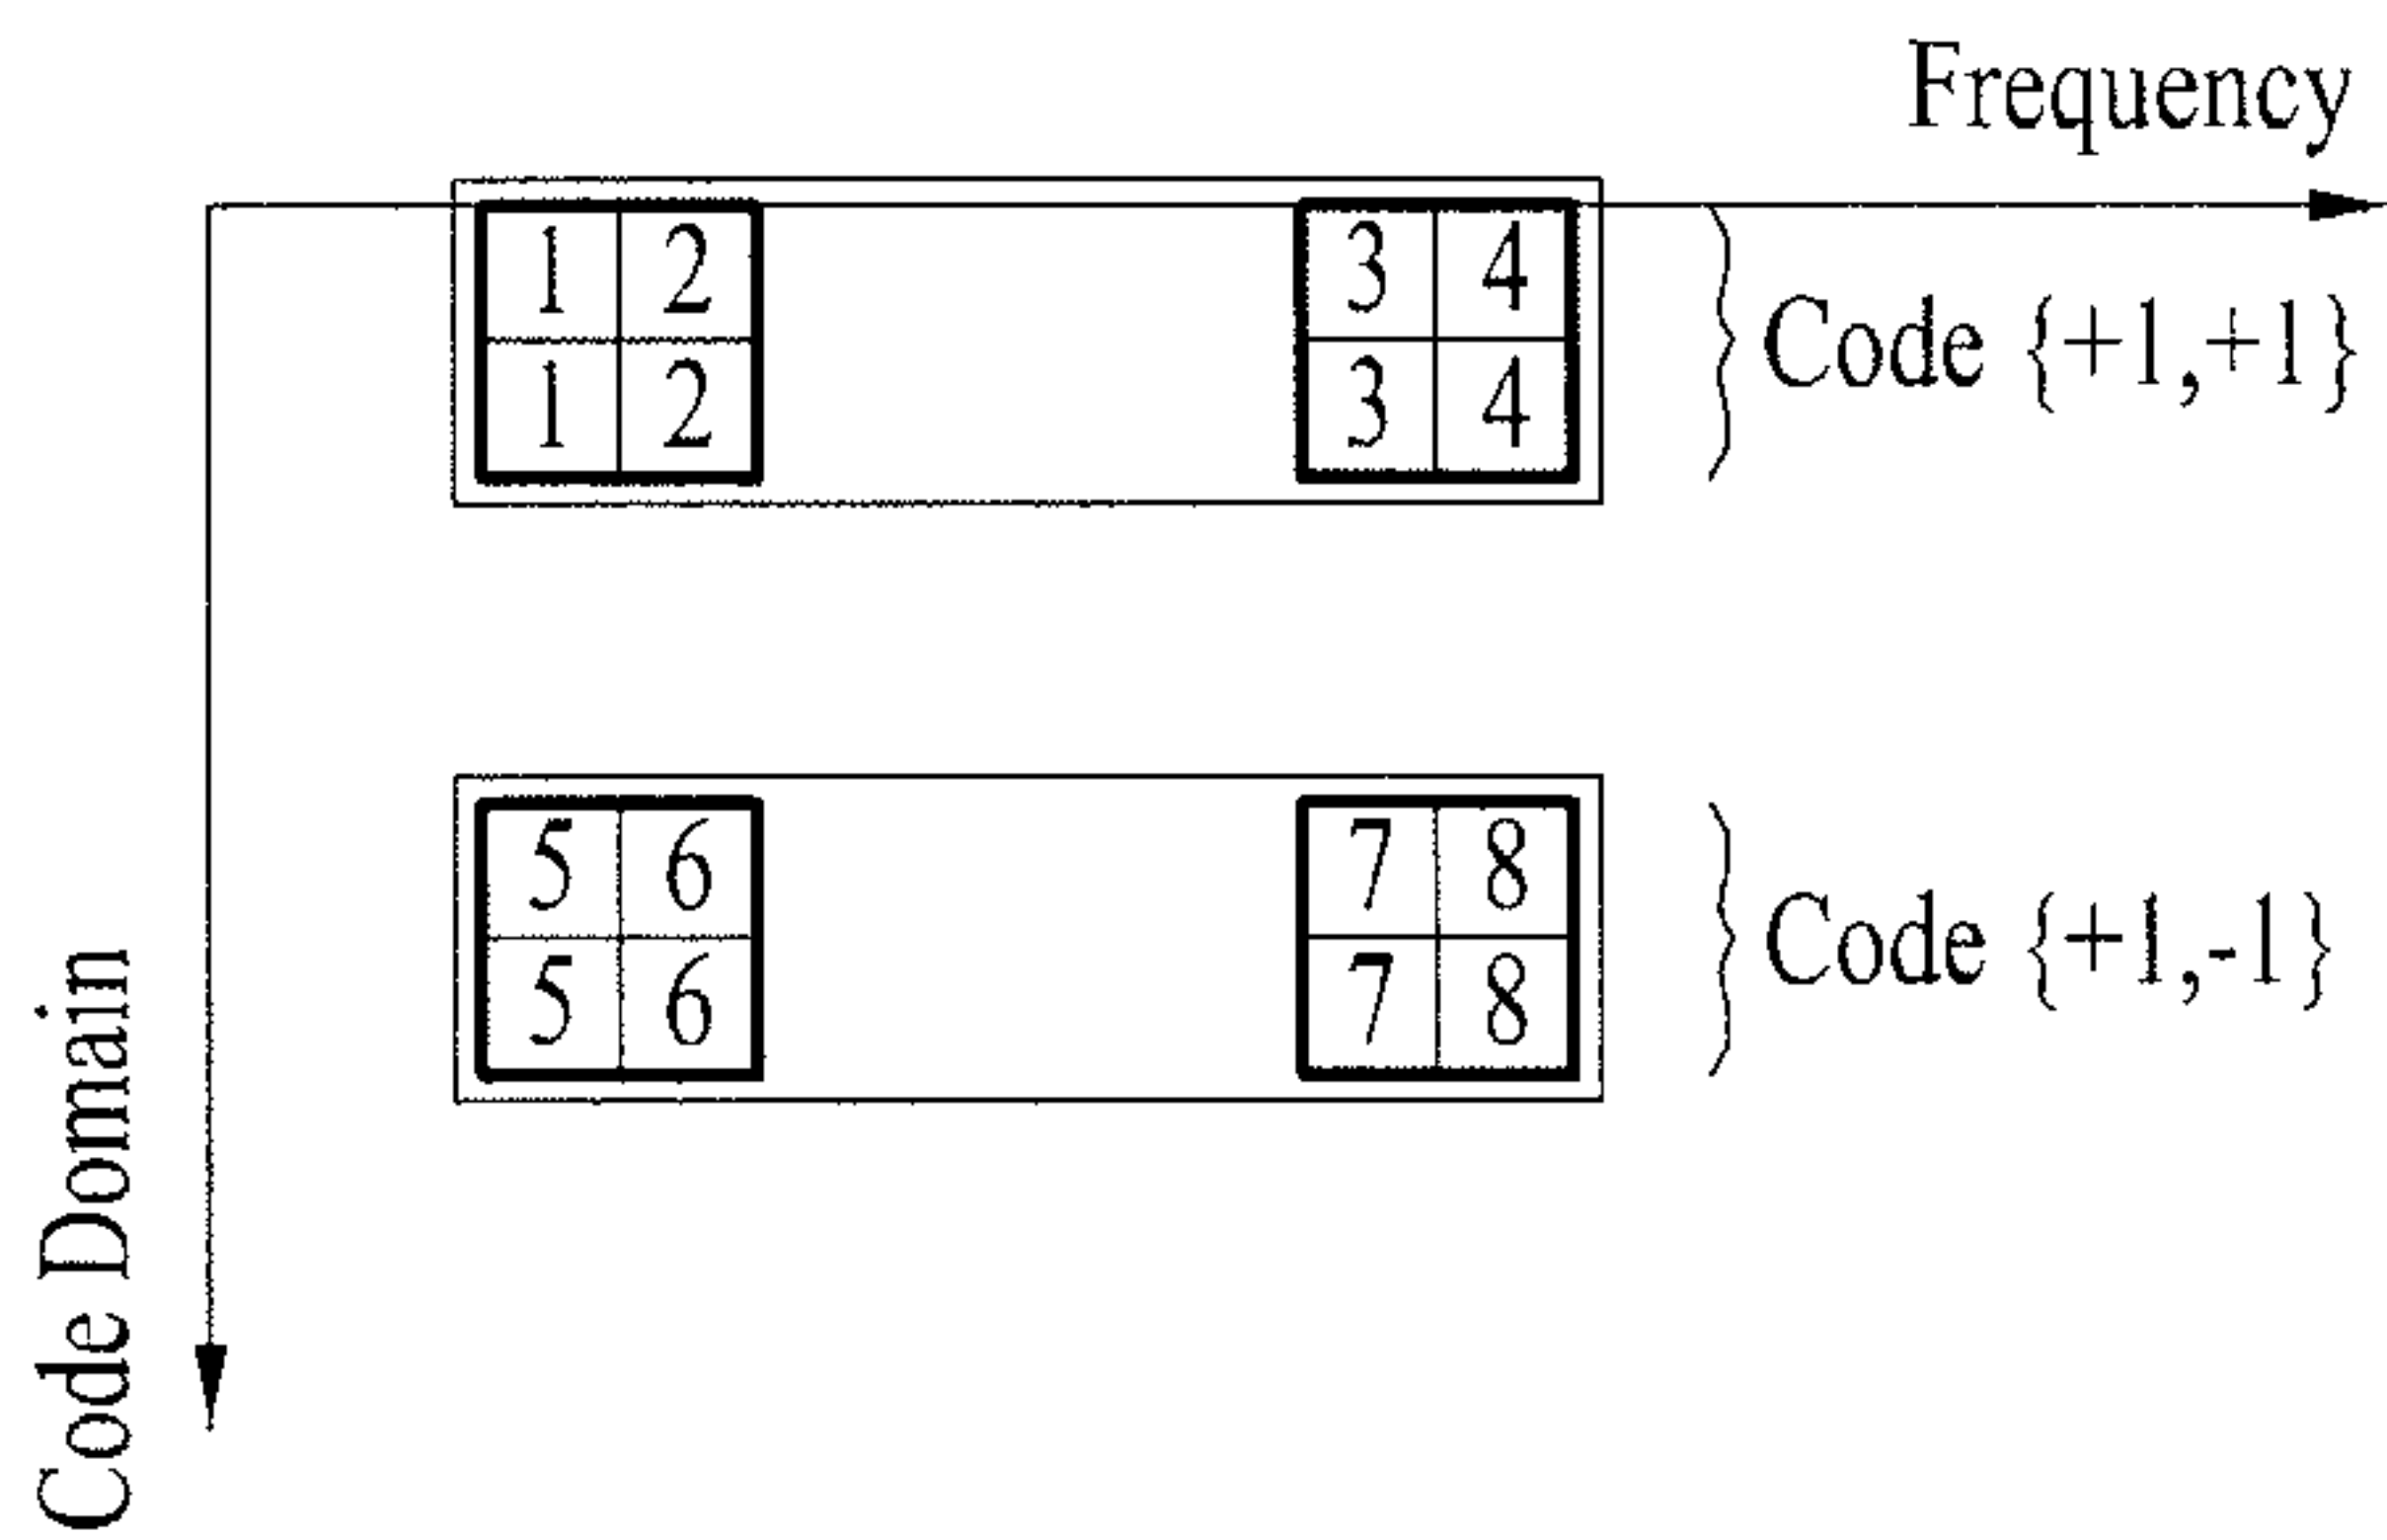 Frequency
1 2 3 4
1 2 3 4
Code {+1,+1}
5 6 7 8
5 6 7 8
Code {+1,-1}
Code Domain